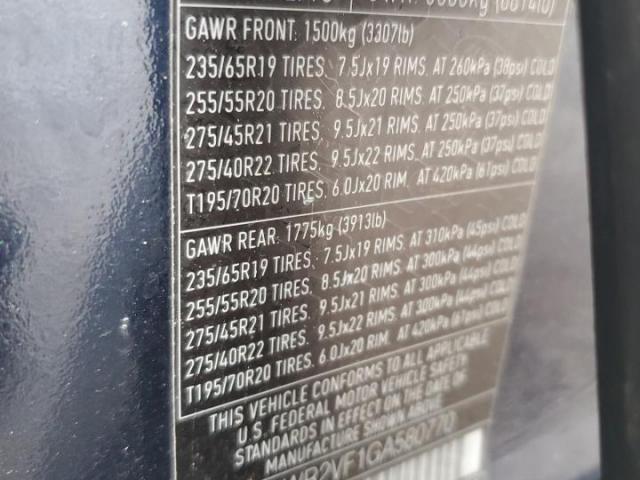 GAWR FRONT: 1500kg (3307lb)
235/65R19 TIRES. 7.5Jx19 RIMS. AT 260kPa (38psi) COLD
255/55R20 TIRES. 8.5Jx20 RIMS. AT 250kPa (37psi) COLD
275/45R21 TIRES. 9.5Jx21 RIMS. AT 250kPa (37psi) COLD
275/40R22 TIRES. 9.5Jx22 RIMS. AT 250kPa (37psi) COLD
T195/70R20 TIRES. 6.0Jx20 RIM. AT 420kPa (61psi) COLD
GAWR REAR: 1775kg (3913lb)
235/65R19 TIRES. 7.5Jx19 RIMS. AT 310kPa (45psi) COLD
255/55R20 TIRES. 8.5Jx20 RIMS. AT 300kPa (44psi) COLD
275/45R21 TIRES. 9.5Jx21 RIMS. AT 300kPa (44psi) COLD
275/40R22 TIRES. 9.5Jx22 RIMS. AT 300kPa (44psi) COLD
T195/70R20 TIRES. 6.0Jx20 RIM. AT 420kPa (61psi) COLD
THIS VEHICLE CONFORMS TO ALL APPLICABLE
U.S. FEDERAL MOTOR VEHICLE SAFETY
STANDARDS IN EFFECT ON THE DATE OF
MANUFACTURE SHOWN ABOVE.
WR2VF1GA580770